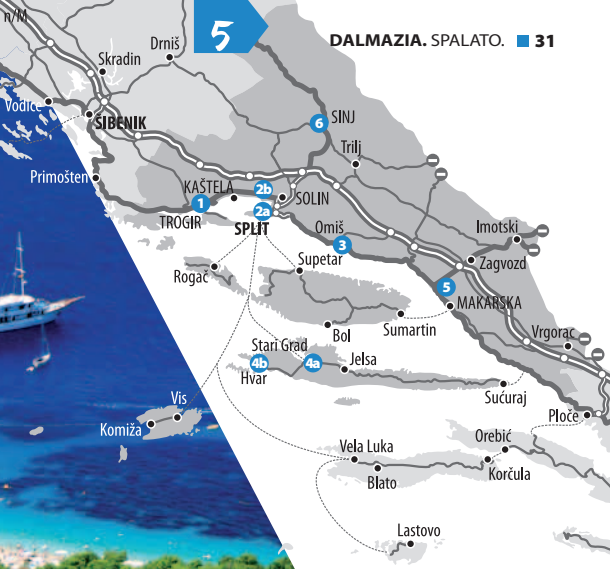 n/M
5
DALMAZIA. SPALATO. 31
Drniš
Skradin
Vodice
ŠIBENIK
6 SINJ
Trilj
Primošten
KAŠTELA
2b
1
SOLIN
2a
TROGIR
SPLIT
Omiš
3
Imotski
Supetar
Zagvozd
Rogač
5
MAKARSKA
Sumartin
Bol
Vrgorac
Stari Grad
4b
4a
Jelsa
Hvar
Sućuraj
Vis
Komiža
Ploče
Orebić
Vela Luka
Blato
Korčula
Lastovo